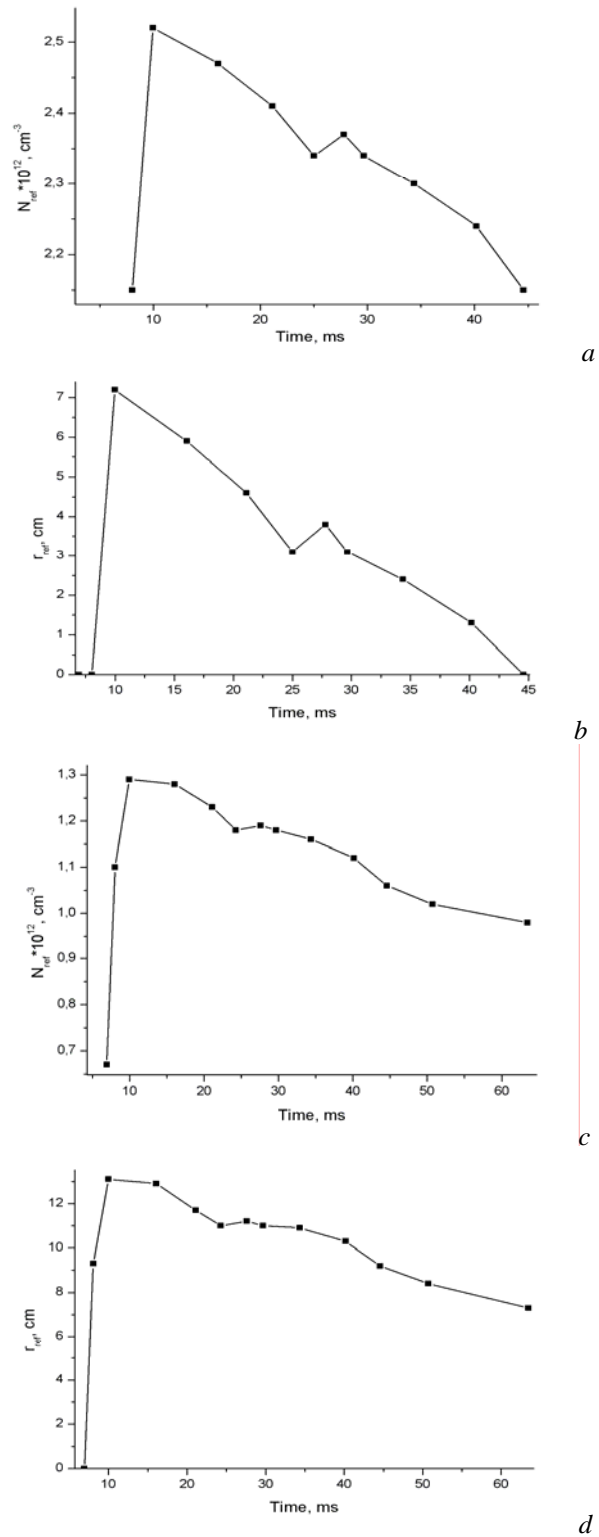 2,5
2,4
2,3
2,2
N_ref*10^12, cm^-3
10 20 30 40
Time, ms
a
7
6
5
4
3
2
1
0
r_ref, cm
10 15 20 25 30 35 40 45
Time, ms
b
1,3
1,2
1,1
1,0
0,9
0,8
0,7
N_ref*10^12, cm^-3
10 20 30 40 50 60
Time, ms
c
12
10
8
6
4
2
0
r_ref, cm
10 20 30 40 50 60
Time, ms
d